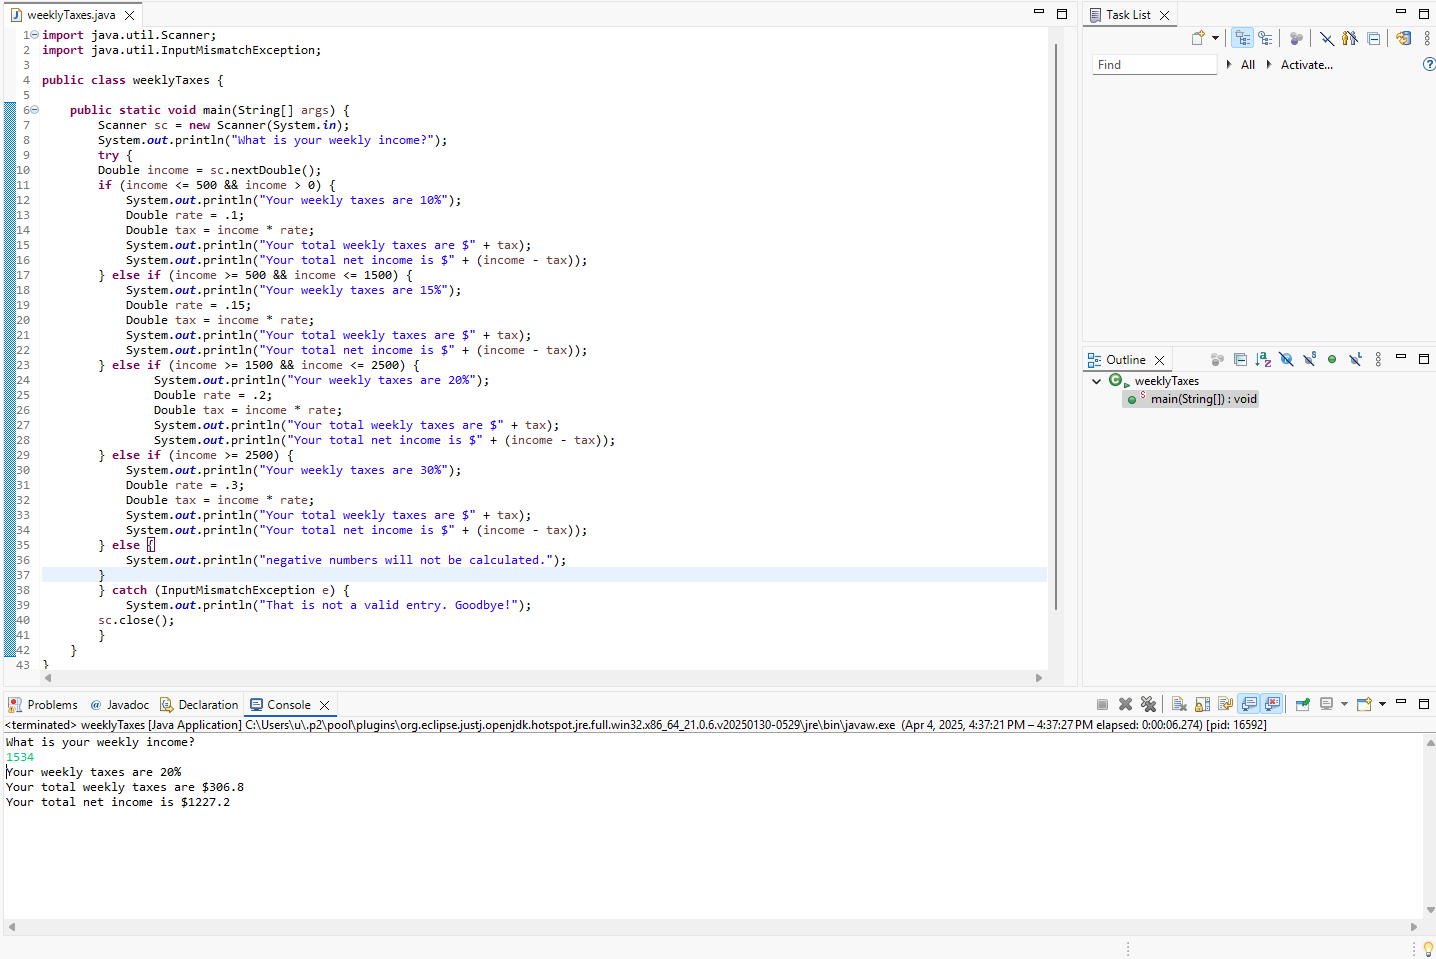 weeklyTaxes.java
1 import java.util.Scanner;
2 import java.util.InputMismatchException;
3
4 public class weeklyTaxes {
5
6     public static void main(String[] args) {
7         Scanner sc = new Scanner(System.in);
8         System.out.println("What is your weekly income?");
9         try {
10         Double income = sc.nextDouble();
11         if (income <= 500 && income > 0) {
12             System.out.println("Your weekly taxes are 10%");
13             Double rate = .1;
14             Double tax = income * rate;
15             System.out.println("Your total weekly taxes are $" + tax);
16             System.out.println("Your total net income is $" + (income - tax));
17         } else if (income >= 500 && income <= 1500) {
18             System.out.println("Your weekly taxes are 15%");
19             Double rate = .15;
20             Double tax = income * rate;
21             System.out.println("Your total weekly taxes are $" + tax);
22             System.out.println("Your total net income is $" + (income - tax));
23         } else if (income >= 1500 && income <= 2500) {
24                 System.out.println("Your weekly taxes are 20%");
25                 Double rate = .2;
26                 Double tax = income * rate;
27                 System.out.println("Your total weekly taxes are $" + tax);
28                 System.out.println("Your total net income is $" + (income - tax));
29         } else if (income >= 2500) {
30             System.out.println("Your weekly taxes are 30%");
31             Double rate = .3;
32             Double tax = income * rate;
33             System.out.println("Your total weekly taxes are $" + tax);
34             System.out.println("Your total net income is $" + (income - tax));
35         } else {
36             System.out.println("negative numbers will not be calculated.");
37         }
38         } catch (InputMismatchException e) {
39             System.out.println("That is not a valid entry. Goodbye!");
40         sc.close();
41         }
42     }
43 }
Task List
Find All Activate...
Outline
weeklyTaxes
main(String[]) : void
Problems @ Javadoc Declaration Console
<terminated> weeklyTaxes [Java Application] C:\Users\u\.p2\pool\plugins\org.eclipse.justj.openjdk.hotspot.jre.full.win32.x86_64_21.0.6.v20250130-0529\jre\bin\javaw.exe (Apr 4, 2025, 4:37:21 PM – 4:37:27 PM elapsed: 0:00:06.274) [pid: 16592]
What is your weekly income?
1534
Your weekly taxes are 20%
Your total weekly taxes are $306.8
Your total net income is $1227.2